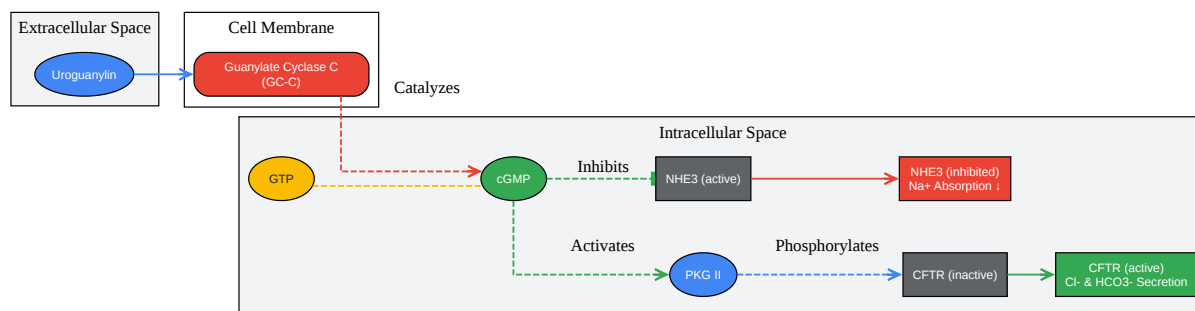 Extracellular Space
Cell Membrane
Uroguanylin
Guanylate Cyclase C
(GC-C)
Catalyzes
Intracellular Space
GTP
cGMP
Inhibits
NHE3 (active)
NHE3 (inhibited)
Na+ Absorption ↓
Activates
PKG II
Phosphorylates
CFTR (inactive)
CFTR (active)
Cl- & HCO3- Secretion